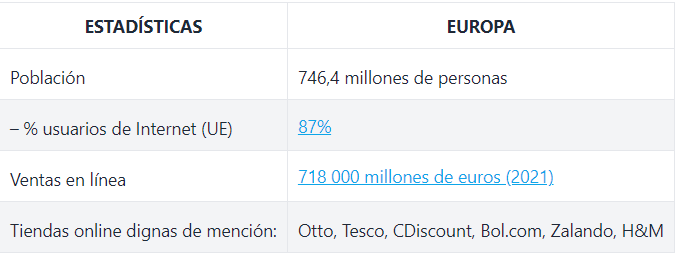 ESTADÍSTICAS EUROPA
Población 746,4 millones de personas
– % usuarios de Internet (UE) 87%
Ventas en línea 718 000 millones de euros (2021)
Tiendas online dignas de mención: Otto, Tesco, CDiscount, Bol.com, Zalando, H&M